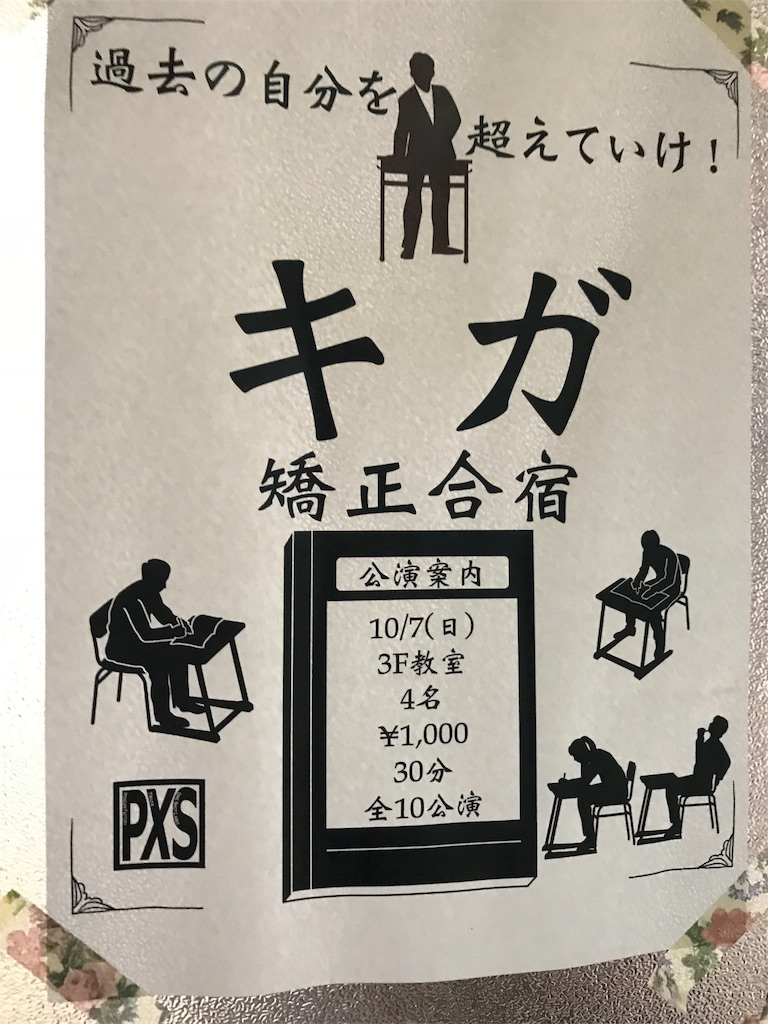 過去の自分を超えていけ！
キガ
矯正合宿
公演案内
10/7(日)
3F教室
4名
¥1,000
30分
全10公演
PXS